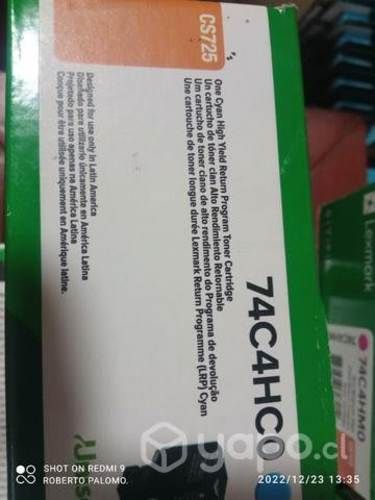 CS725
74C4HC0
One Cyan High Yield Return Program Toner Cartridge
Un cartucho de tóner cian Alto Rendimiento Retornable
Um cartucho de toner ciano de alto rendimento do Programa de devolução
Une cartouche de toner longue durée Lexmark Return Programme (LRP) Cyan
Designed for use only in Latin America
Diseñado para utilizarlo únicamente en América Latina
Projetado para uso apenas na América Latina
Conçue pour être utilisée uniquement en Amérique latine.
Lexmark
74C4HM0
yapo.cl
SHOT ON REDMI 9
ROBERTO PALOMO.
2022/12/23 13:35